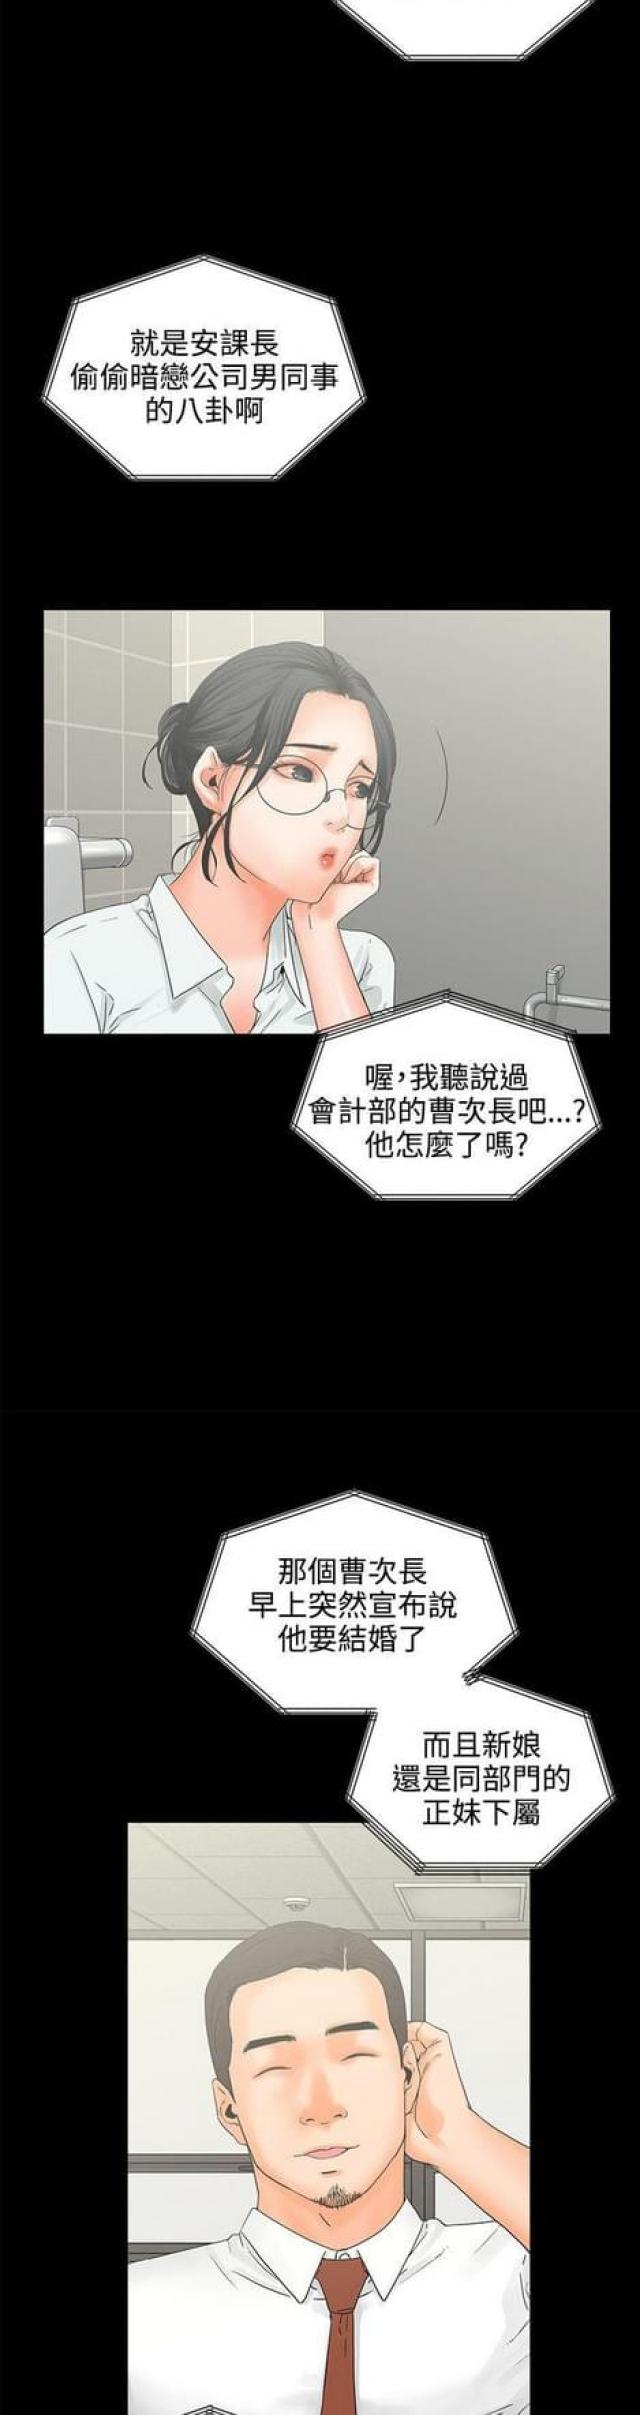 就是安課長
偷偷暗戀公司男同事
的八卦啊
喔，我聽說過
會計部的曹次長吧...?
他怎麼了嗎?
那個曹次長
早上突然宣布說
他要結婚了
而且新娘
還是同部門的
正妹下屬